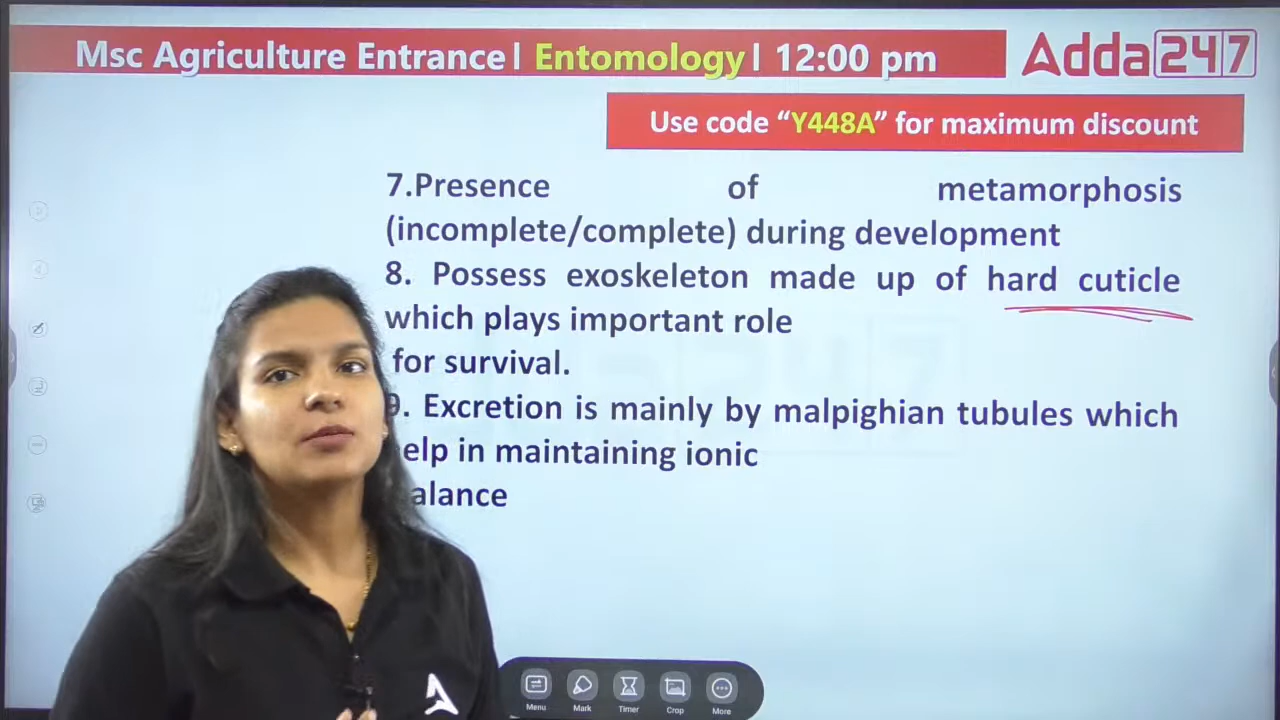 Msc Agriculture Entrance| Entomology| 12:00 pm
Adda247
Use code “Y448A” for maximum discount
7.Presence of metamorphosis
(incomplete/complete) during development
8. Possess exoskeleton made up of hard cuticle
which plays important role
for survival.
9. Excretion is mainly by malpighian tubules which
elp in maintaining ionic
alance
Menu Mark Timer Crop More